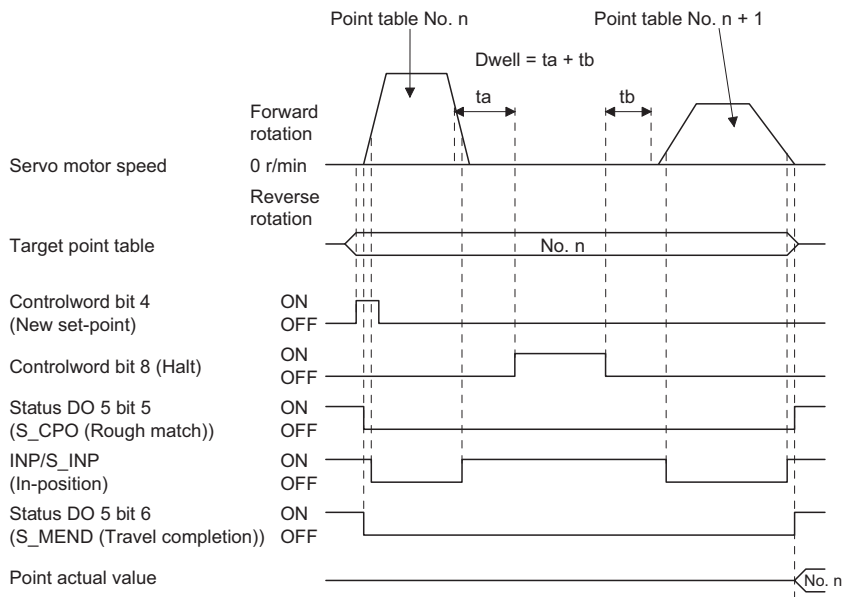 Point table No. n
Point table No. n + 1
Dwell = ta + tb
ta
tb
Forward
rotation
Servo motor speed
0 r/min
Reverse
rotation
Target point table
No. n
Controlword bit 4
(New set-point)
ON
OFF
Controlword bit 8 (Halt)
ON
OFF
Status DO 5 bit 5
(S_CPO (Rough match))
ON
OFF
INP/S_INP
(In-position)
ON
OFF
Status DO 5 bit 6
(S_MEND (Travel completion))
ON
OFF
Point actual value
No. n